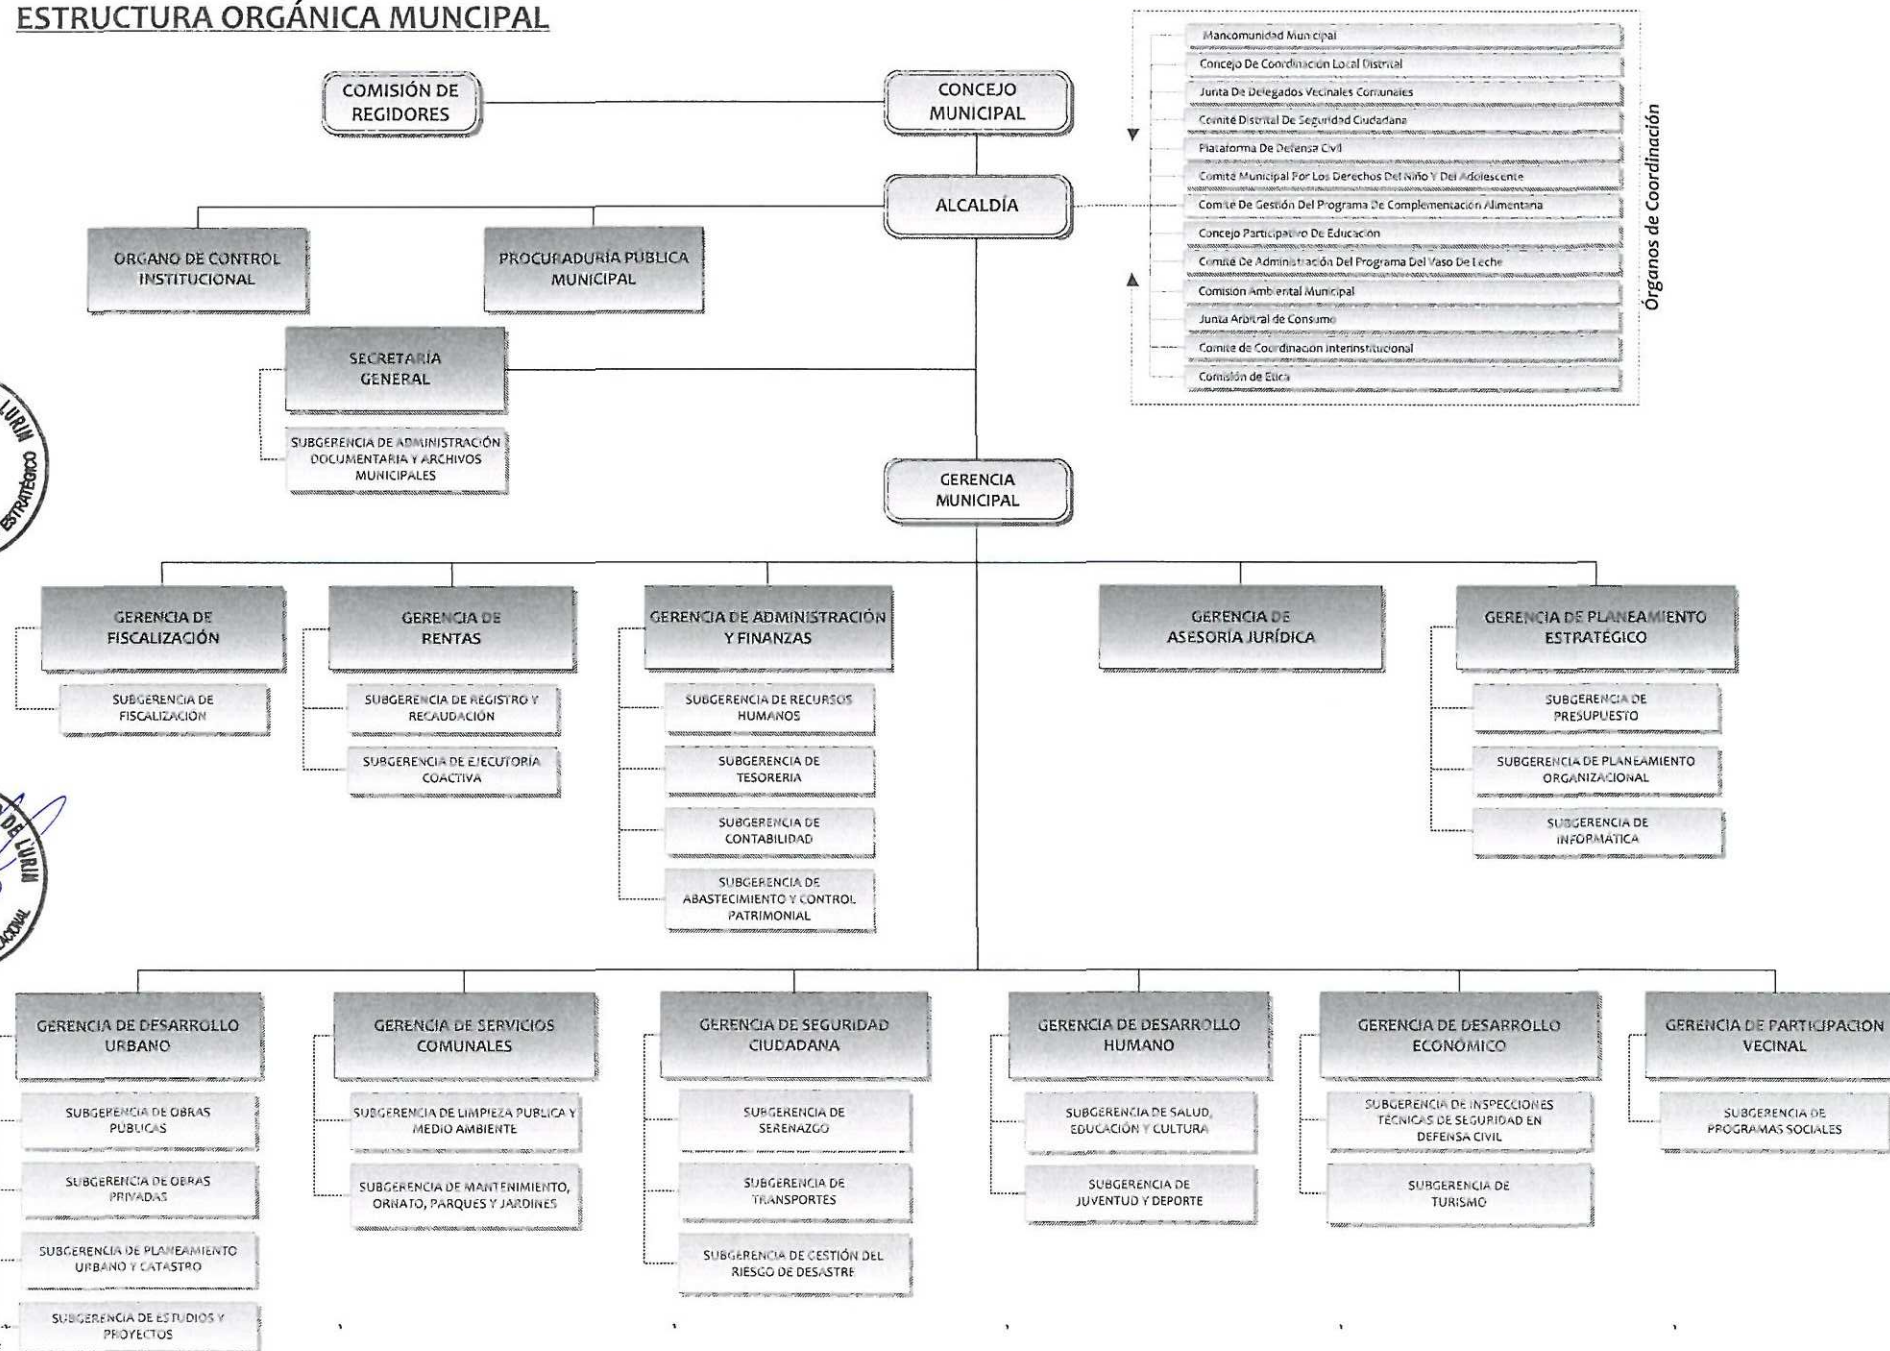 ESTRUCTURA ORGÁNICA MUNCIPAL
COMISIÓN DE
REGIDORES
CONCEJO
MUNICIPAL
ALCALDÍA
Mancomunidad Municipal
Concejo De Coordinación Local Distrital
Junta De Delegados Vecinales Comunales
Comité Distrital De Seguridad Ciudadana
Plataforma De Defensa Civil
Comité Municipal Por Los Derechos Del Niño Y Del Adolescente
Comité De Gestión Del Programa De Complementación Alimentaria
Concejo Participativo De Educación
Comité De Administración Del Programa Del Vaso De Leche
Comisión Ambiental Municipal
Junta Arbitral de Consumo
Comite de Coordinación Interinstitucional
Comisión de Etica
Órganos de Coordinación
ORGANO DE CONTROL
INSTITUCIONAL
PROCURADURÍA PÚBLICA
MUNICIPAL
SECRETARÍA
GENERAL
SUBGERENCIA DE ADMINISTRACIÓN
DOCUMENTARIA Y ARCHIVOS
MUNICIPALES
GERENCIA
MUNICIPAL
LURIN
ESTRATÉGICO
GERENCIA DE
FISCALIZACIÓN
SUBGERENCIA DE
FISCALIZACIÓN
GERENCIA DE
RENTAS
SUBGERENCIA DE REGISTRO Y
RECAUDACIÓN
SUBGERENCIA DE EJECUTORÍA
COACTIVA
GERENCIA DE ADMINISTRACIÓN
Y FINANZAS
SUBGERENCIA DE RECURSOS
HUMANOS
SUBGERENCIA DE
TESORERIA
SUBGERENCIA DE
CONTABILIDAD
SUBGERENCIA DE
ABASTECIMIENTO Y CONTROL
PATRIMONIAL
GERENCIA DE
ASESORÍA JURÍDICA
GERENCIA DE PLANEAMIENTO
ESTRATÉGICO
SUBGERENCIA DE
PRESUPUESTO
SUBGERENCIA DE PLANEAMIENTO
ORGANIZACIONAL
SUBGERENCIA DE
INFORMÁTICA
DE LURIN
GERENCIA DE DESARROLLO
URBANO
SUBGERENCIA DE OBRAS
PÚBLICAS
SUBGERENCIA DE OBRAS
PRIVADAS
SUBGERENCIA DE PLANEAMIENTO
URBANO Y CATASTRO
SUBGERENCIA DE ESTUDIOS Y
PROYECTOS
GERENCIA DE SERVICIOS
COMUNALES
SUBGERENCIA DE LIMPIEZA PUBLICA Y
MEDIO AMBIENTE
SUBGERENCIA DE MANTENIMIENTO,
ORNATO, PARQUES Y JARDINES
GERENCIA DE SEGURIDAD
CIUDADANA
SUBGERENCIA DE
SERENAZGO
SUBGERENCIA DE
TRANSPORTES
SUBGERENCIA DE GESTIÓN DEL
RIESGO DE DESASTRE
GERENCIA DE DESARROLLO
HUMANO
SUBGERENCIA DE SALUD,
EDUCACIÓN Y CULTURA
SUBGERENCIA DE
JUVENTUD Y DEPORTE
GERENCIA DE DESARROLLO
ECONÓMICO
SUBGERENCIA DE INSPECCIONES
TÉCNICAS DE SEGURIDAD EN
DEFENSA CIVIL
SUBGERENCIA DE
TURISMO
GERENCIA DE PARTICIPACION
VECINAL
SUBGERENCIA DE
PROGRAMAS SOCIALES